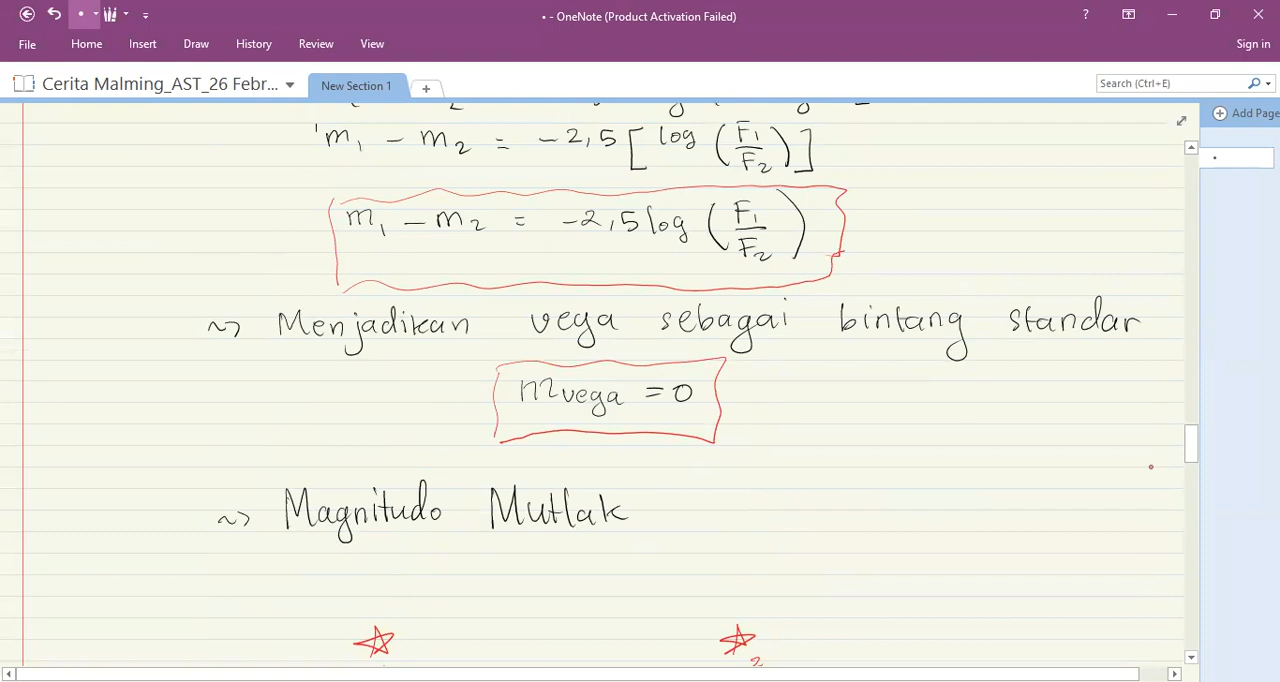 • - OneNote (Product Activation Failed)
?
File Home Insert Draw History Review View Sign in
Cerita Malming_AST_26 Febr... New Section 1 + Search (Ctrl+E)
Add Page
m₁ - m₂ = -2,5 [log (F₁/F₂)]
m₁ - m₂ = -2,5 log (F₁/F₂)
~> Menjadikan vega sebagai bintang standar
m vega = 0
~> Magnitudo Mutlak
2